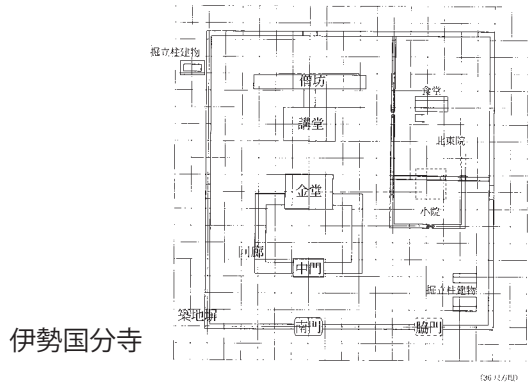 掘立柱建物
僧坊
食堂
講堂
北東院
金堂
小院
回廊
中門
掘立柱建物
築地塀
南門
脇門
伊勢国分寺